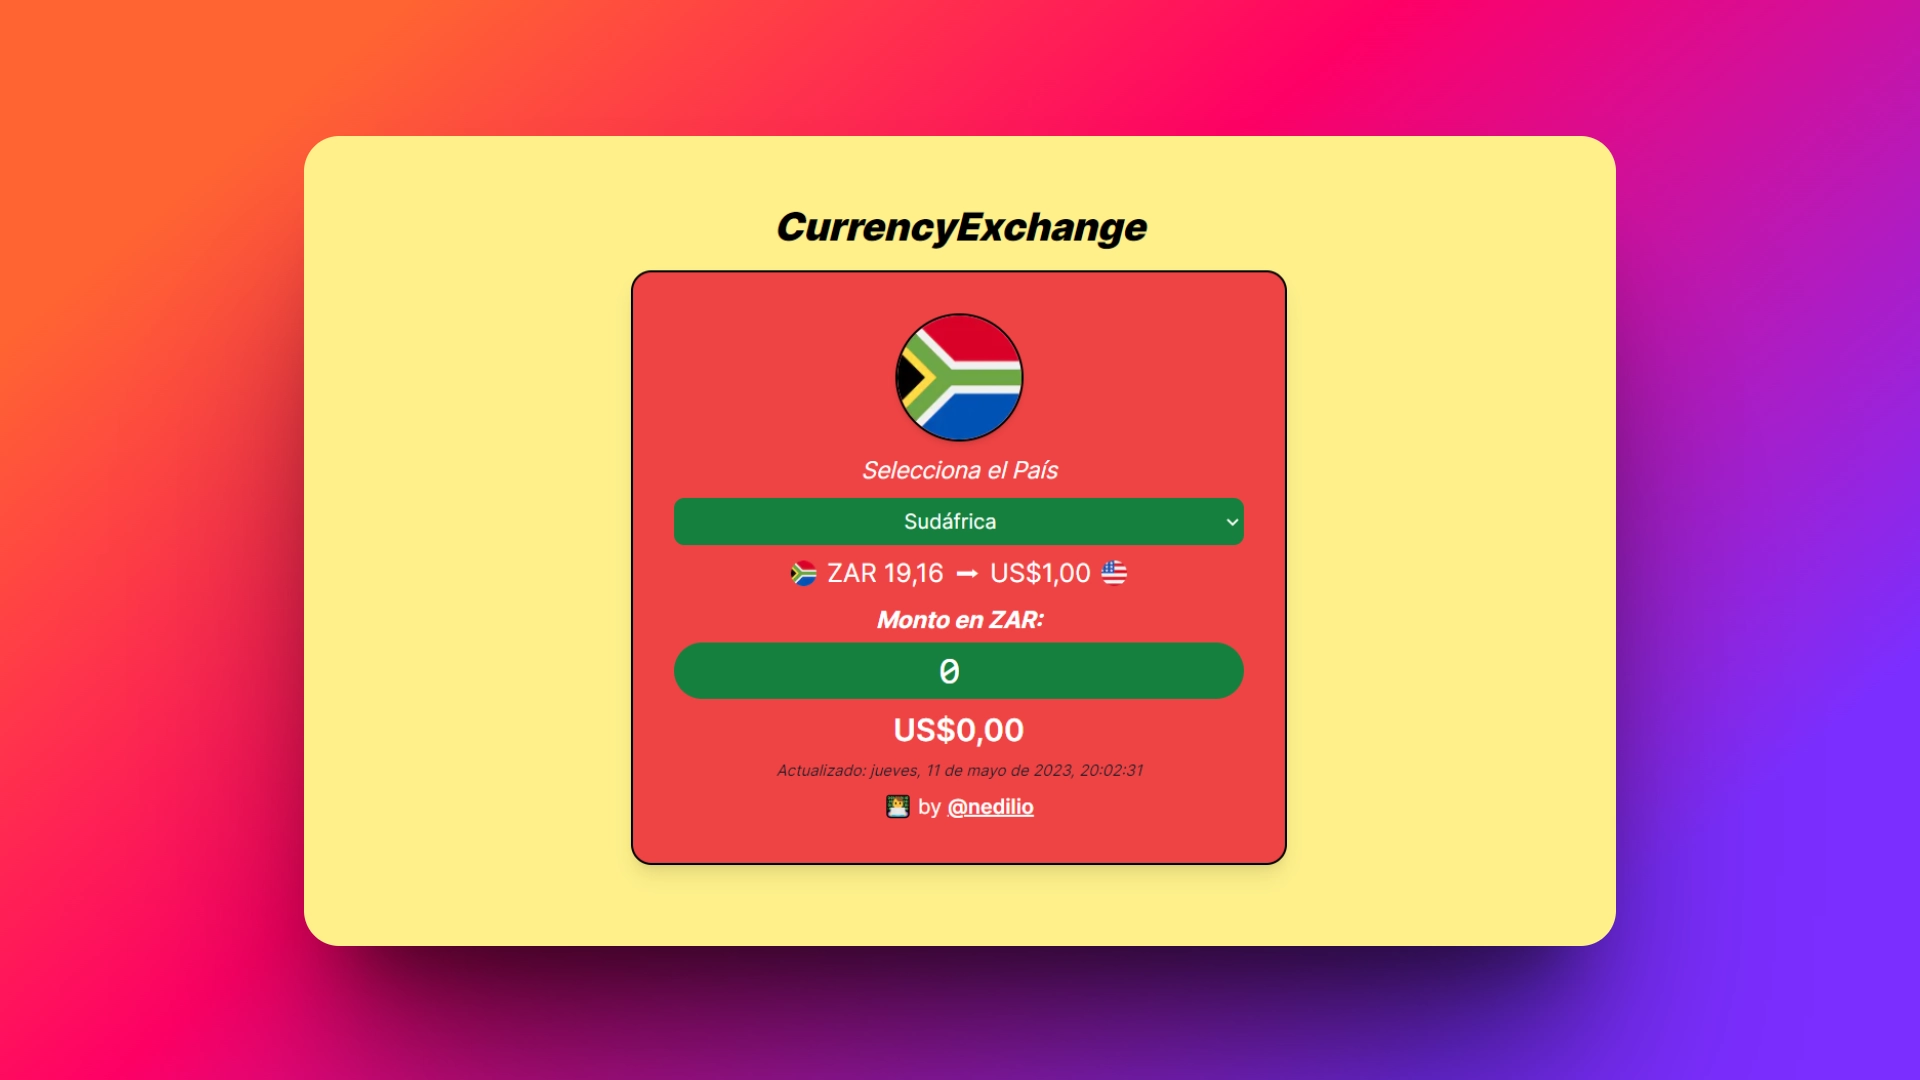 CurrencyExchange
Selecciona el País
Sudáfrica
ZAR 19,16 ➞ US$1,00
Monto en ZAR:
0
US$0,00
Actualizado: jueves, 11 de mayo de 2023, 20:02:31
by @nedilio